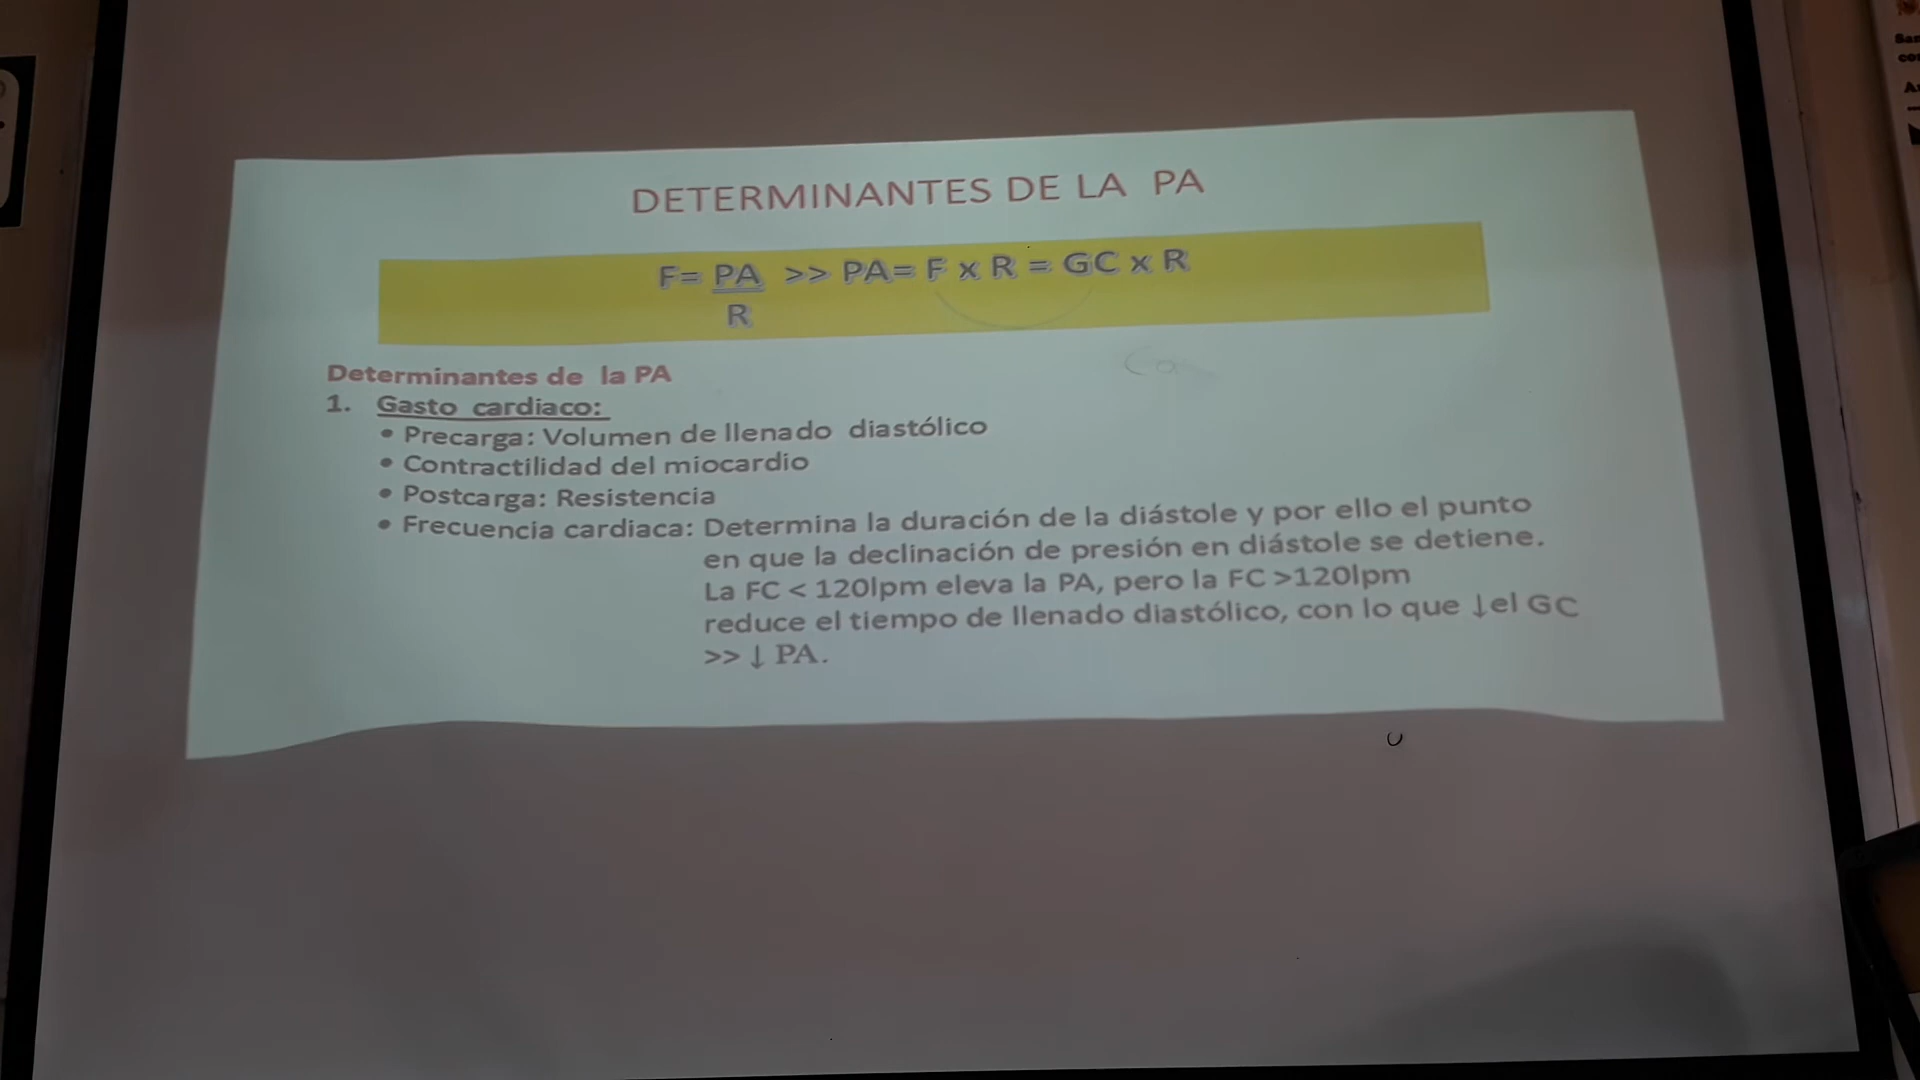 DETERMINANTES DE LA PA
F= PA >> PA= F x R = GC x R
R
Determinantes de la PA
1. Gasto cardiaco:
• Precarga: Volumen de llenado diastólico
• Contractilidad del miocardio
• Postcarga: Resistencia
• Frecuencia cardiaca: Determina la duración de la diástole y por ello el punto
en que la declinación de presión en diástole se detiene.
La FC < 120lpm eleva la PA, pero la FC >120lpm
reduce el tiempo de llenado diastólico, con lo que ↓el GC
>> ↓ PA.